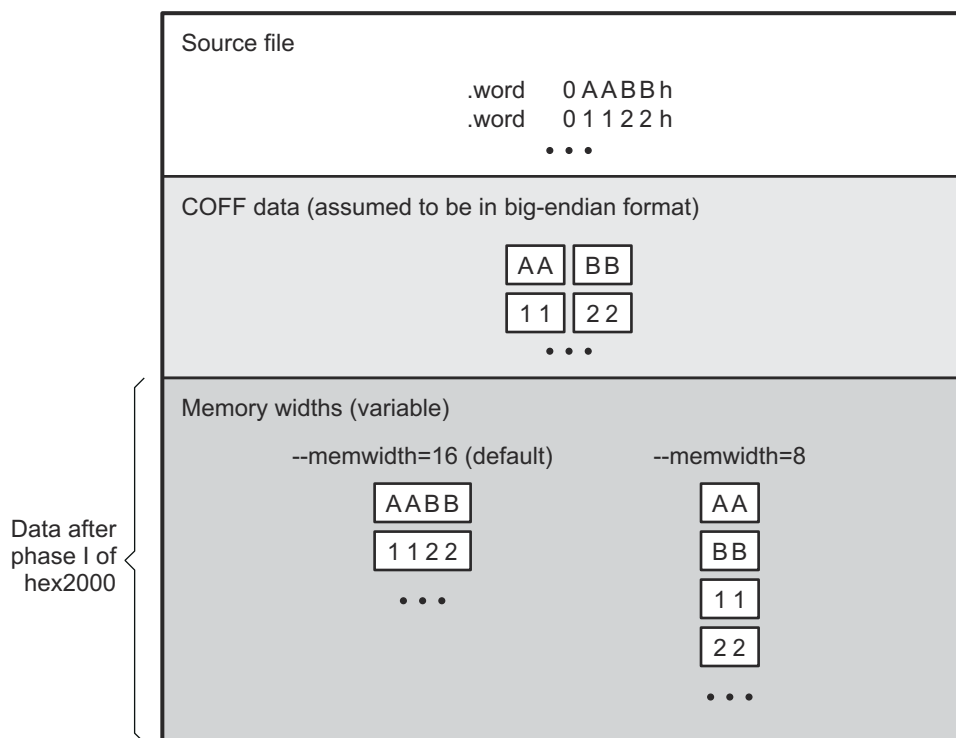 Source file
.word 0AABBh
.word 01122h
• • •
COFF data (assumed to be in big-endian format)
AA BB
11 22
• • •
Memory widths (variable)
--memwidth=16 (default) --memwidth=8
AABB AA
1122 BB
• • • 11
22
• • •
Data after
phase I of
hex2000